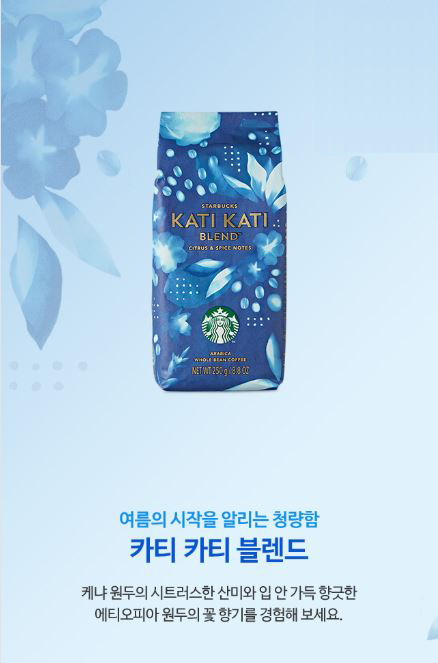 STARBUCKS
KATI KATI
BLEND™
CITRUS & SPICE NOTES
ARABICA
WHOLE BEAN COFFEE
NET WT 250 g / 8.8 OZ
여름의 시작을 알리는 청량함
카티 카티 블렌드
케냐 원두의 시트러스한 산미와 입 안 가득 향긋한
에티오피아 원두의 꽃 향기를 경험해 보세요.